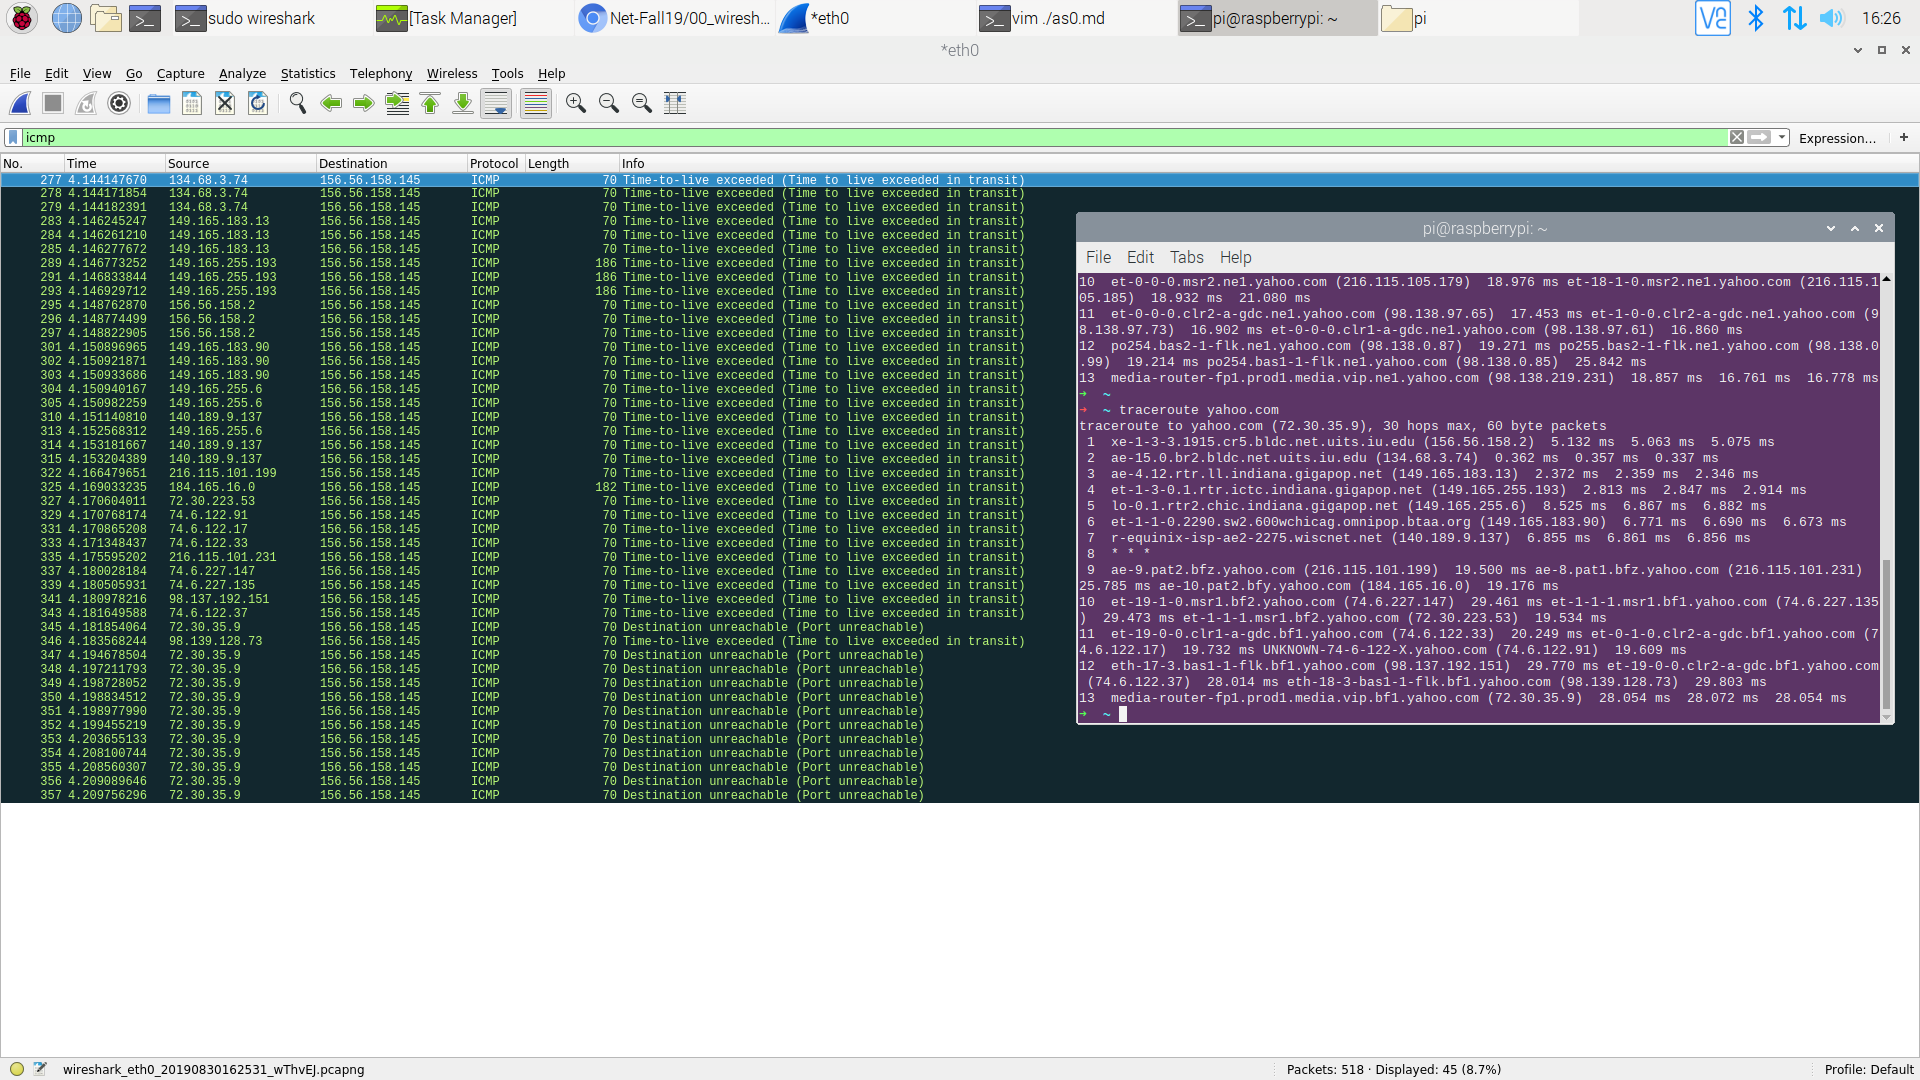 sudo wireshark [Task Manager] Net-Fall19/00_wiresh... *eth0 vim ./as0.md pi@raspberrypi: ~ pi 16:26
*eth0
File Edit View Go Capture Analyze Statistics Telephony Wireless Tools Help
icmp Expression... +
No. Time Source Destination Protocol Length Info
277 4.144147670 134.68.3.74 156.56.158.145 ICMP 70 Time-to-live exceeded (Time to live exceeded in transit)
278 4.144171854 134.68.3.74 156.56.158.145 ICMP 70 Time-to-live exceeded (Time to live exceeded in transit)
279 4.144182391 134.68.3.74 156.56.158.145 ICMP 70 Time-to-live exceeded (Time to live exceeded in transit)
283 4.146245247 149.165.183.13 156.56.158.145 ICMP 70 Time-to-live exceeded (Time to live exceeded in transit)
284 4.146261210 149.165.183.13 156.56.158.145 ICMP 70 Time-to-live exceeded (Time to live exceeded in transit)
285 4.146277672 149.165.183.13 156.56.158.145 ICMP 70 Time-to-live exceeded (Time to live exceeded in transit)
289 4.146773252 149.165.255.193 156.56.158.145 ICMP 186 Time-to-live exceeded (Time to live exceeded in transit)
291 4.146833844 149.165.255.193 156.56.158.145 ICMP 186 Time-to-live exceeded (Time to live exceeded in transit)
293 4.146929712 149.165.255.193 156.56.158.145 ICMP 186 Time-to-live exceeded (Time to live exceeded in transit)
295 4.148762870 156.56.158.2 156.56.158.145 ICMP 70 Time-to-live exceeded (Time to live exceeded in transit)
296 4.148774499 156.56.158.2 156.56.158.145 ICMP 70 Time-to-live exceeded (Time to live exceeded in transit)
297 4.148822905 156.56.158.2 156.56.158.145 ICMP 70 Time-to-live exceeded (Time to live exceeded in transit)
301 4.150896965 149.165.183.90 156.56.158.145 ICMP 70 Time-to-live exceeded (Time to live exceeded in transit)
302 4.150921871 149.165.183.90 156.56.158.145 ICMP 70 Time-to-live exceeded (Time to live exceeded in transit)
303 4.150933686 149.165.183.90 156.56.158.145 ICMP 70 Time-to-live exceeded (Time to live exceeded in transit)
304 4.150940167 149.165.255.6 156.56.158.145 ICMP 70 Time-to-live exceeded (Time to live exceeded in transit)
305 4.150982259 149.165.255.6 156.56.158.145 ICMP 70 Time-to-live exceeded (Time to live exceeded in transit)
310 4.151140810 140.189.9.137 156.56.158.145 ICMP 70 Time-to-live exceeded (Time to live exceeded in transit)
313 4.152568312 149.165.255.6 156.56.158.145 ICMP 70 Time-to-live exceeded (Time to live exceeded in transit)
314 4.153181667 140.189.9.137 156.56.158.145 ICMP 70 Time-to-live exceeded (Time to live exceeded in transit)
315 4.153204389 140.189.9.137 156.56.158.145 ICMP 70 Time-to-live exceeded (Time to live exceeded in transit)
322 4.166479651 216.115.101.199 156.56.158.145 ICMP 70 Time-to-live exceeded (Time to live exceeded in transit)
325 4.169033235 184.165.16.0 156.56.158.145 ICMP 182 Time-to-live exceeded (Time to live exceeded in transit)
327 4.170604011 72.30.223.53 156.56.158.145 ICMP 70 Time-to-live exceeded (Time to live exceeded in transit)
329 4.170768174 74.6.122.91 156.56.158.145 ICMP 70 Time-to-live exceeded (Time to live exceeded in transit)
331 4.170865208 74.6.122.17 156.56.158.145 ICMP 70 Time-to-live exceeded (Time to live exceeded in transit)
333 4.171348437 74.6.122.33 156.56.158.145 ICMP 70 Time-to-live exceeded (Time to live exceeded in transit)
335 4.175595202 216.115.101.231 156.56.158.145 ICMP 70 Time-to-live exceeded (Time to live exceeded in transit)
337 4.180028184 74.6.227.147 156.56.158.145 ICMP 70 Time-to-live exceeded (Time to live exceeded in transit)
339 4.180505931 74.6.227.135 156.56.158.145 ICMP 70 Time-to-live exceeded (Time to live exceeded in transit)
341 4.180978216 98.137.192.151 156.56.158.145 ICMP 70 Time-to-live exceeded (Time to live exceeded in transit)
343 4.181649588 74.6.122.37 156.56.158.145 ICMP 70 Time-to-live exceeded (Time to live exceeded in transit)
345 4.181854064 72.30.35.9 156.56.158.145 ICMP 70 Destination unreachable (Port unreachable)
346 4.183568244 98.139.128.73 156.56.158.145 ICMP 70 Time-to-live exceeded (Time to live exceeded in transit)
347 4.194678504 72.30.35.9 156.56.158.145 ICMP 70 Destination unreachable (Port unreachable)
348 4.197211793 72.30.35.9 156.56.158.145 ICMP 70 Destination unreachable (Port unreachable)
349 4.198728052 72.30.35.9 156.56.158.145 ICMP 70 Destination unreachable (Port unreachable)
350 4.198834512 72.30.35.9 156.56.158.145 ICMP 70 Destination unreachable (Port unreachable)
351 4.198977990 72.30.35.9 156.56.158.145 ICMP 70 Destination unreachable (Port unreachable)
352 4.199455219 72.30.35.9 156.56.158.145 ICMP 70 Destination unreachable (Port unreachable)
353 4.203655133 72.30.35.9 156.56.158.145 ICMP 70 Destination unreachable (Port unreachable)
354 4.208100744 72.30.35.9 156.56.158.145 ICMP 70 Destination unreachable (Port unreachable)
355 4.208560307 72.30.35.9 156.56.158.145 ICMP 70 Destination unreachable (Port unreachable)
356 4.209089646 72.30.35.9 156.56.158.145 ICMP 70 Destination unreachable (Port unreachable)
357 4.209756296 72.30.35.9 156.56.158.145 ICMP 70 Destination unreachable (Port unreachable)
pi@raspberrypi: ~
File Edit Tabs Help
10 et-0-0-0.msr2.ne1.yahoo.com (216.115.105.179) 18.976 ms et-18-1-0.msr2.ne1.yahoo.com (216.115.1
05.185) 18.932 ms 21.080 ms
11 et-0-0-0.clr2-a-gdc.ne1.yahoo.com (98.138.97.65) 17.453 ms et-1-0-0.clr2-a-gdc.ne1.yahoo.com (9
8.138.97.73) 16.902 ms et-0-0-0.clr1-a-gdc.ne1.yahoo.com (98.138.97.61) 16.860 ms
12 po254.bas2-1-flk.ne1.yahoo.com (98.138.0.87) 19.271 ms po255.bas2-1-flk.ne1.yahoo.com (98.138.0
.99) 19.214 ms po254.bas1-1-flk.ne1.yahoo.com (98.138.0.85) 25.842 ms
13 media-router-fp1.prod1.media.vip.ne1.yahoo.com (98.138.219.231) 18.857 ms 16.761 ms 16.778 ms
➜ ~
➜ ~ traceroute yahoo.com
traceroute to yahoo.com (72.30.35.9), 30 hops max, 60 byte packets
1 xe-1-3-3.1915.cr5.bldc.net.uits.iu.edu (156.56.158.2) 5.132 ms 5.063 ms 5.075 ms
2 ae-15.0.br2.bldc.net.uits.iu.edu (134.68.3.74) 0.362 ms 0.357 ms 0.337 ms
3 ae-4.12.rtr.ll.indiana.gigapop.net (149.165.183.13) 2.372 ms 2.359 ms 2.346 ms
4 et-1-3-0.1.rtr.ictc.indiana.gigapop.net (149.165.255.193) 2.813 ms 2.847 ms 2.914 ms
5 lo-0.1.rtr2.chic.indiana.gigapop.net (149.165.255.6) 8.525 ms 6.867 ms 6.882 ms
6 et-1-1-0.2290.sw2.600wchicag.omnipop.btaa.org (149.165.183.90) 6.771 ms 6.690 ms 6.673 ms
7 r-equinix-isp-ae2-2275.wiscnet.net (140.189.9.137) 6.855 ms 6.861 ms 6.856 ms
8 * * *
9 ae-9.pat2.bfz.yahoo.com (216.115.101.199) 19.500 ms ae-8.pat1.bfz.yahoo.com (216.115.101.231)
25.785 ms ae-10.pat2.bfy.yahoo.com (184.165.16.0) 19.176 ms
10 et-19-1-0.msr1.bf2.yahoo.com (74.6.227.147) 29.461 ms et-1-1-1.msr1.bf1.yahoo.com (74.6.227.135
) 29.473 ms et-1-1-1.msr1.bf2.yahoo.com (72.30.223.53) 19.534 ms
11 et-19-0-0.clr1-a-gdc.bf1.yahoo.com (74.6.122.33) 20.249 ms et-0-1-0.clr2-a-gdc.bf1.yahoo.com (7
4.6.122.17) 19.732 ms UNKNOWN-74-6-122-X.yahoo.com (74.6.122.91) 19.609 ms
12 eth-17-3.bas1-1-flk.bf1.yahoo.com (98.137.192.151) 29.770 ms et-19-0-0.clr2-a-gdc.bf1.yahoo.com
(74.6.122.37) 28.014 ms eth-18-3-bas1-1-flk.bf1.yahoo.com (98.139.128.73) 29.803 ms
13 media-router-fp1.prod1.media.vip.bf1.yahoo.com (72.30.35.9) 28.054 ms 28.072 ms 28.054 ms
➜ ~
wireshark_eth0_20190830162531_wThvEJ.pcapng Packets: 518 · Displayed: 45 (8.7%) Profile: Default